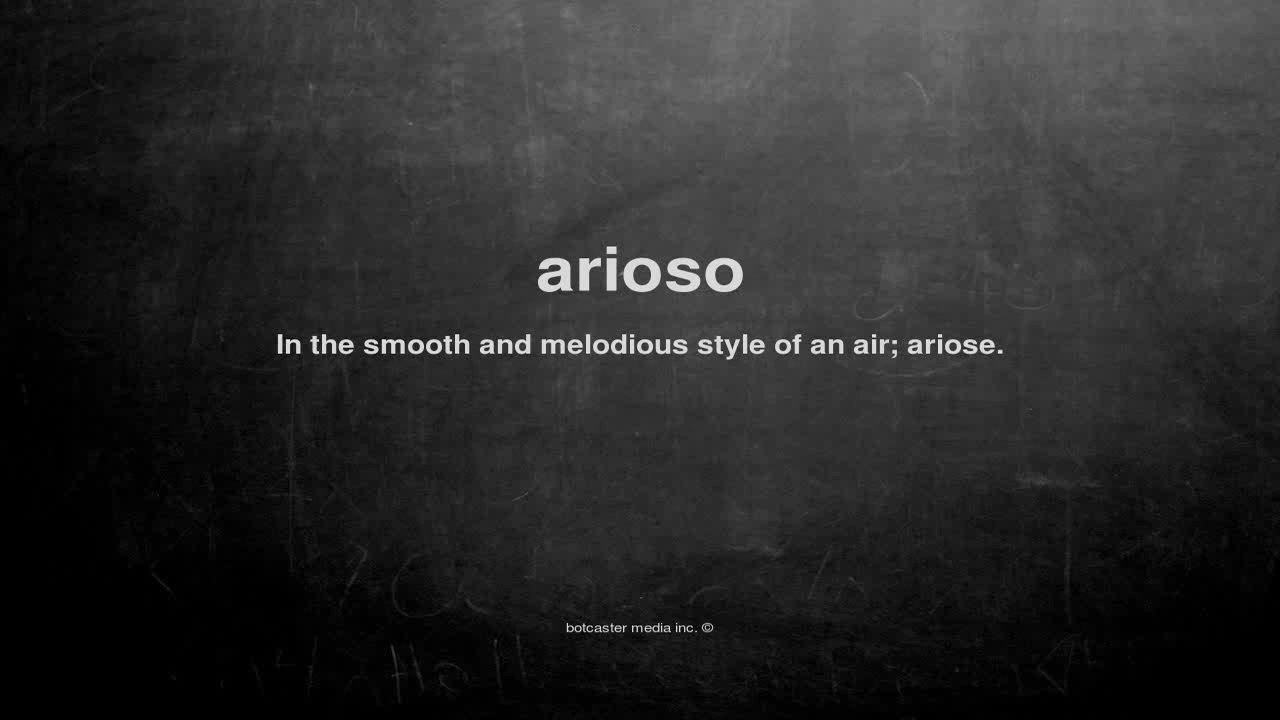 arioso
In the smooth and melodious style of an air; ariose.
botcaster media inc. ©